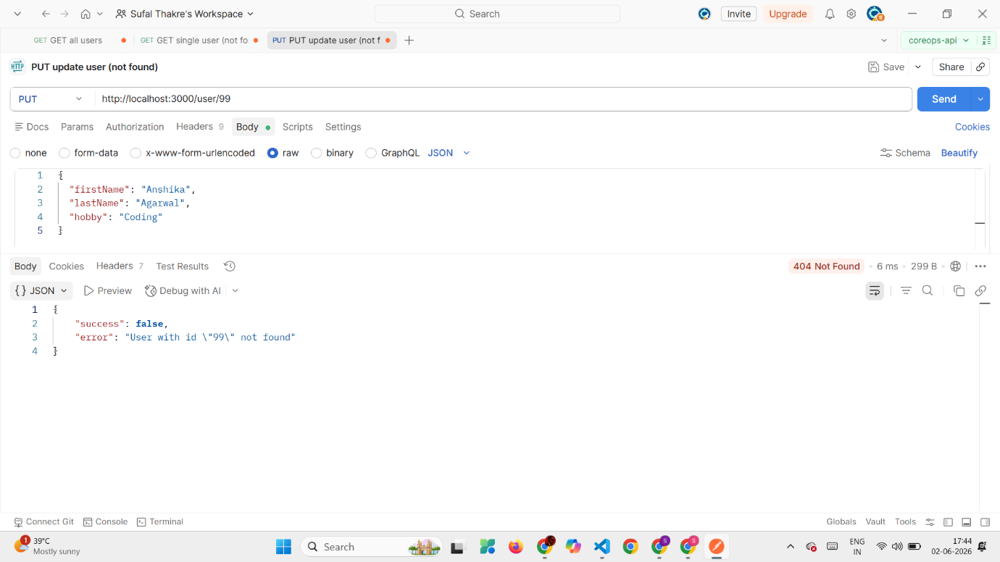 Sufal Thakre's Workspace
Search
Invite
Upgrade
GET GET all users
GET GET single user (not fo
PUT PUT update user (not f
coreops-api
HTTP PUT update user (not found)
Save
Share
PUT
http://localhost:3000/user/99
Send
Docs
Params
Authorization
Headers 9
Body
Scripts
Settings
Cookies
none
form-data
x-www-form-urlencoded
raw
binary
GraphQL
JSON
Schema
Beautify
1 {
2 "firstName": "Anshika",
3 "lastName": "Agarwal",
4 "hobby": "Coding"
5 }
Body
Cookies
Headers 7
Test Results
404 Not Found
6 ms
299 B
{} JSON
Preview
Debug with AI
1 {
2 "success": false,
3 "error": "User with id \"99\" not found"
4 }
Connect Git
Console
Terminal
Globals
Vault
Tools
1
39°C
Mostly sunny
Search
S
S
ENG
IN
17:44
02-06-2026